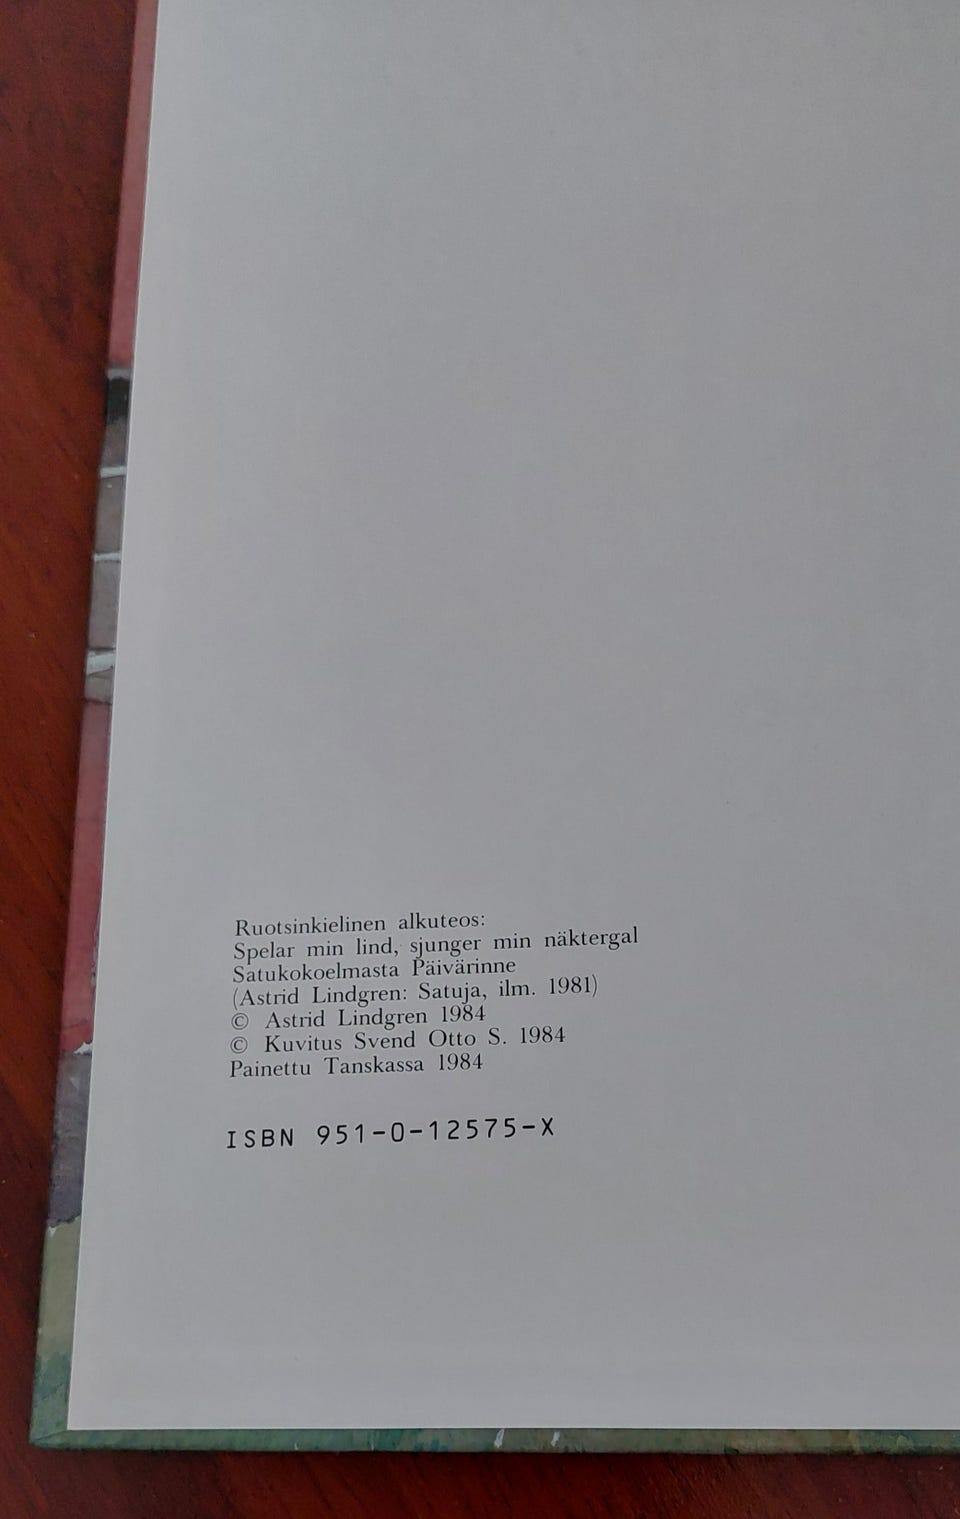 Ruotsinkielinen alkuteos:
Spelar min lind, sjunger min näktergal
Satukokoelmasta Päivärinne
(Astrid Lindgren: Satuja, ilm. 1981)
© Astrid Lindgren 1984
© Kuvitus Svend Otto S. 1984
Painettu Tanskassa 1984
ISBN 951-0-12575-X